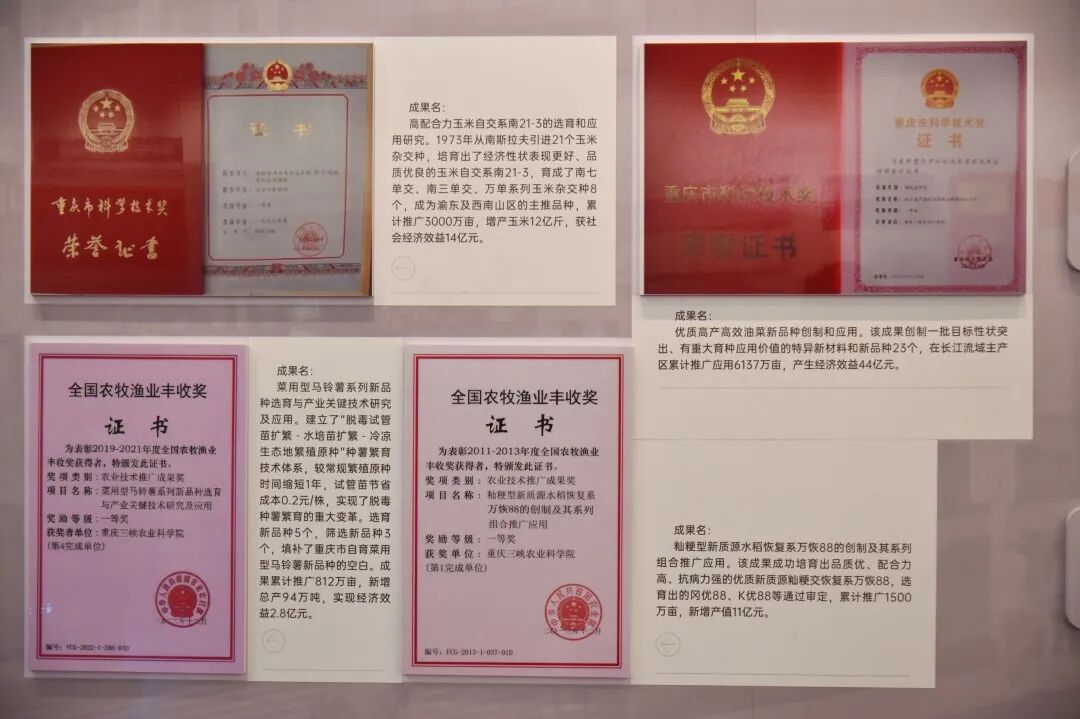 重庆市科学技术奖
荣誉证书
证书
成果名：
高配合力玉米自交系南21-3的选育和应
用研究。1973年从南斯拉夫引进21个玉米
杂交种，培育出了经济性状表现更好、品
质优良的玉米自交系南21-3，育成了南七
单交、南三单交、万单系列玉米杂交种8
个，成为渝东及西南山区的主推品种，累
计推广3000万亩，增产玉米12亿斤，获社
会经济效益14亿元。
重庆市科学技术奖
荣誉证书
重庆市科学技术奖
证书
成果名：
优质高产高效油菜新品种创制和应用。该成果创制一批目标性状突
出、有重大育种应用价值的特异新材料和新品种23个，在长江流域主产
区累计推广应用6137万亩，产生经济效益44亿元。
全国农牧渔业丰收奖
证书
为表彰2019-2021年度全国农牧渔业
丰收奖获得者，特颁发此证书。
奖项类别：农业技术推广成果奖
项目名称：菜用型马铃薯系列新品种选育
与产业关键技术研究及应用
奖励等级：一等奖
获奖者单位：重庆三峡农业科学院
(第4完成单位)
编号：FCG-2022-1-208-04D
成果名：
菜用型马铃薯系列新品
种选育与产业关键技术研究
及应用。建立了"脱毒试管
苗扩繁－水培苗扩繁－冷凉
生态地繁殖原种"种薯繁育
技术体系，较常规繁殖原种
时间缩短1年，试管苗节省
成本0.2元/株，实现了脱毒
种薯繁育的重大变革。选育
新品种5个，筛选新品种3
个，填补了重庆市自育菜用
型马铃薯新品种的空白。成
果累计推广812万亩，新增
总产94万吨，实现经济效
益2.8亿元。
全国农牧渔业丰收奖
证书
为表彰2011-2013年度全国农牧渔业
丰收奖获得者，特颁发此证书。
奖项类别：农业技术推广成果奖
项目名称：籼粳型新质源水稻恢复系
万恢88的创制及其系列
组合推广应用
奖励等级：一等奖
获奖单位：重庆三峡农业科学院
(第1完成单位)
编号：FCG-2013-1-037-01D
成果名：
籼粳型新质源水稻恢复系万恢88的创制及其系列
组合推广应用。该成果成功培育出品质优、配合力
高、抗病力强的优质新质源籼粳交恢复系万恢88，选
育出的冈优88、K优88等通过审定，累计推广1500
万亩，新增产值11亿元。